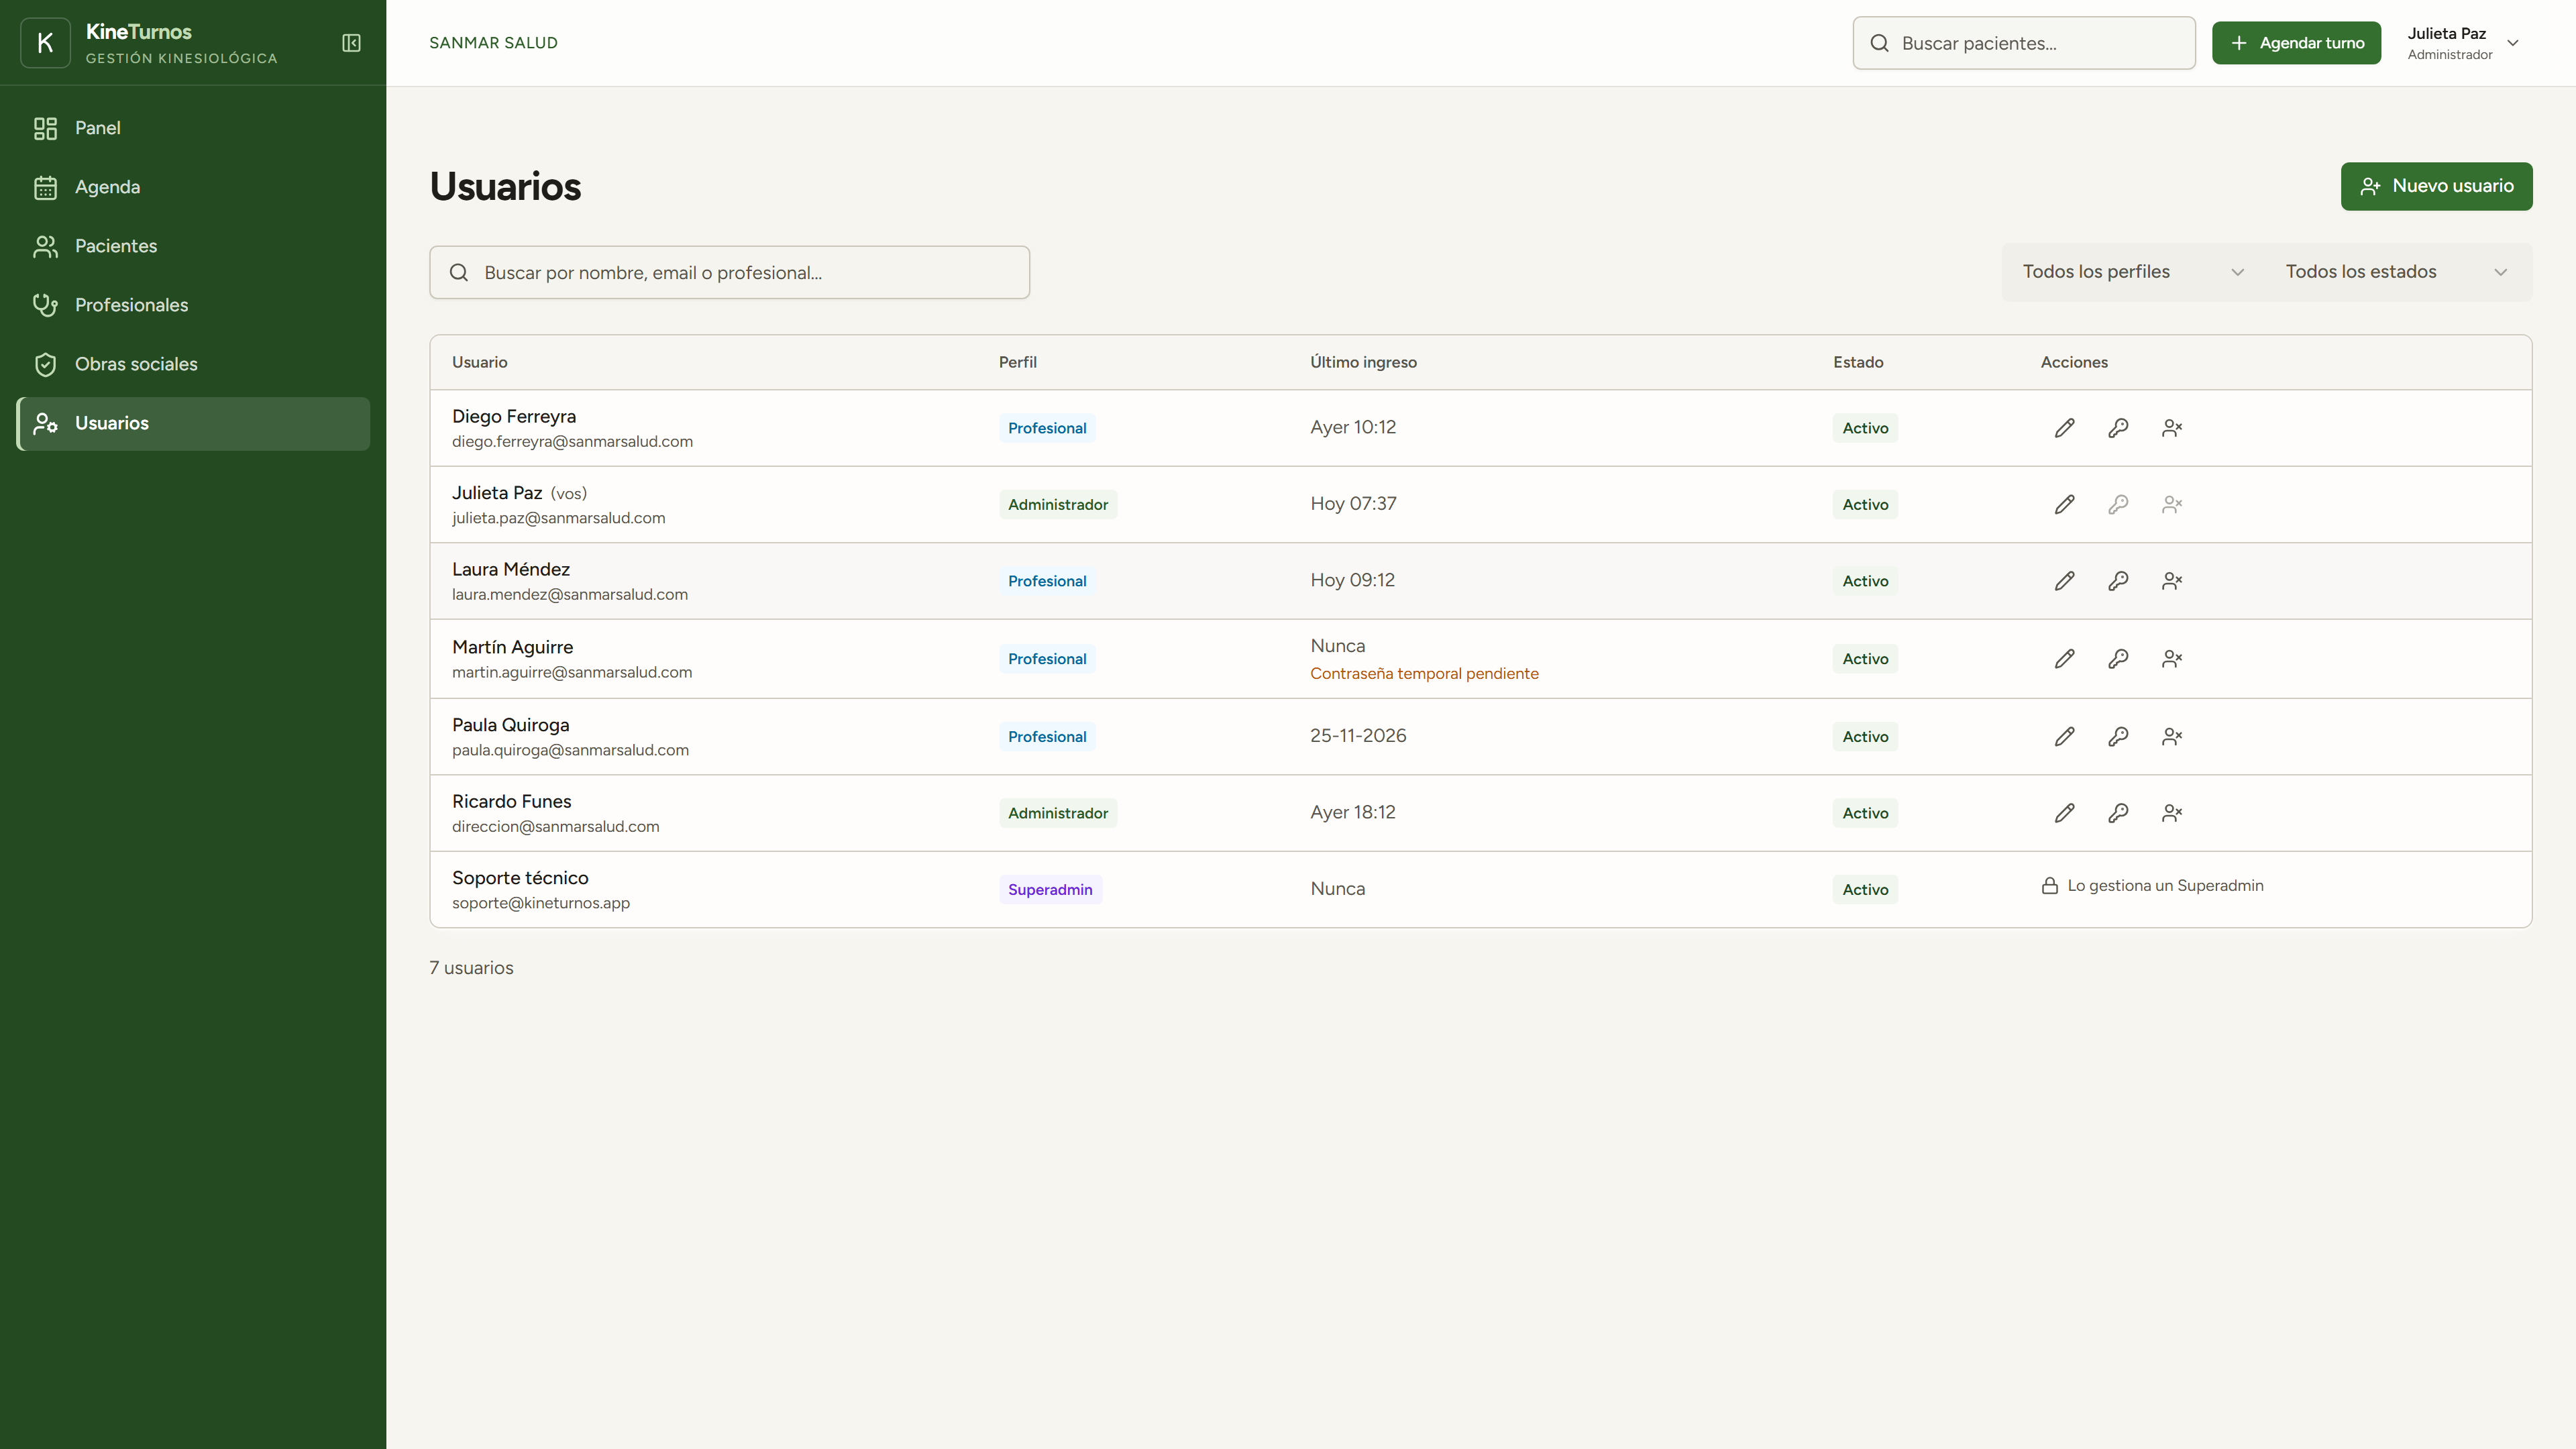 K
KineTurnos
GESTIÓN KINESIOLÓGICA
Panel
Agenda
Pacientes
Profesionales
Obras sociales
Usuarios
SANMAR SALUD
Buscar pacientes...
Agendar turno
Julieta Paz
Administrador
Usuarios
Nuevo usuario
Buscar por nombre, email o profesional...
Todos los perfiles
Todos los estados
Usuario Perfil Último ingreso Estado Acciones
Diego Ferreyra
diego.ferreyra@sanmarsalud.com
Profesional
Ayer 10:12
Activo
Julieta Paz (vos)
julieta.paz@sanmarsalud.com
Administrador
Hoy 07:37
Activo
Laura Méndez
laura.mendez@sanmarsalud.com
Profesional
Hoy 09:12
Activo
Martín Aguirre
martin.aguirre@sanmarsalud.com
Profesional
Nunca
Contraseña temporal pendiente
Activo
Paula Quiroga
paula.quiroga@sanmarsalud.com
Profesional
25-11-2026
Activo
Ricardo Funes
direccion@sanmarsalud.com
Administrador
Ayer 18:12
Activo
Soporte técnico
soporte@kineturnos.app
Superadmin
Nunca
Activo
Lo gestiona un Superadmin
7 usuarios